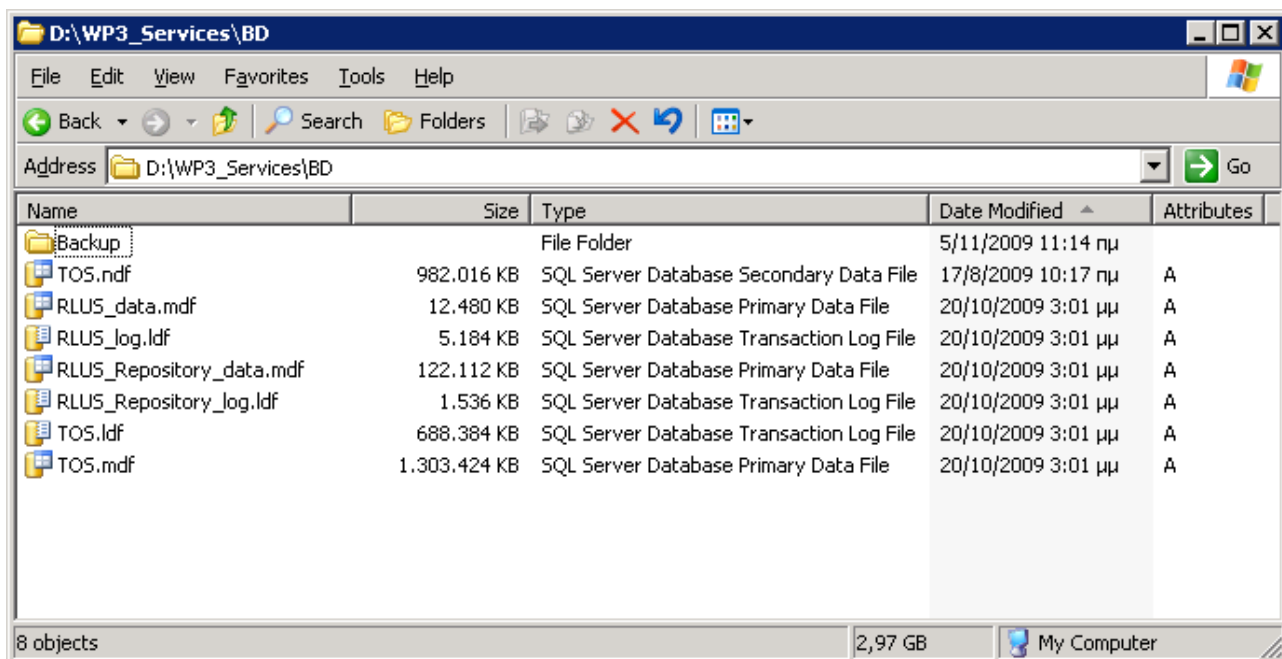 D:\WP3_Services\BD
File Edit View Favorites Tools Help
Back Search Folders
Address D:\WP3_Services\BD Go
Name Size Type Date Modified Attributes
Backup File Folder 5/11/2009 11:14 πμ
TOS.ndf 982.016 KB SQL Server Database Secondary Data File 17/8/2009 10:17 πμ A
RLUS_data.mdf 12.480 KB SQL Server Database Primary Data File 20/10/2009 3:01 μμ A
RLUS_log.ldf 5.184 KB SQL Server Database Transaction Log File 20/10/2009 3:01 μμ A
RLUS_Repository_data.mdf 122.112 KB SQL Server Database Primary Data File 20/10/2009 3:01 μμ A
RLUS_Repository_log.ldf 1.536 KB SQL Server Database Transaction Log File 20/10/2009 3:01 μμ A
TOS.ldf 688.384 KB SQL Server Database Transaction Log File 20/10/2009 3:01 μμ A
TOS.mdf 1.303.424 KB SQL Server Database Primary Data File 20/10/2009 3:01 μμ A
8 objects 2,97 GB My Computer